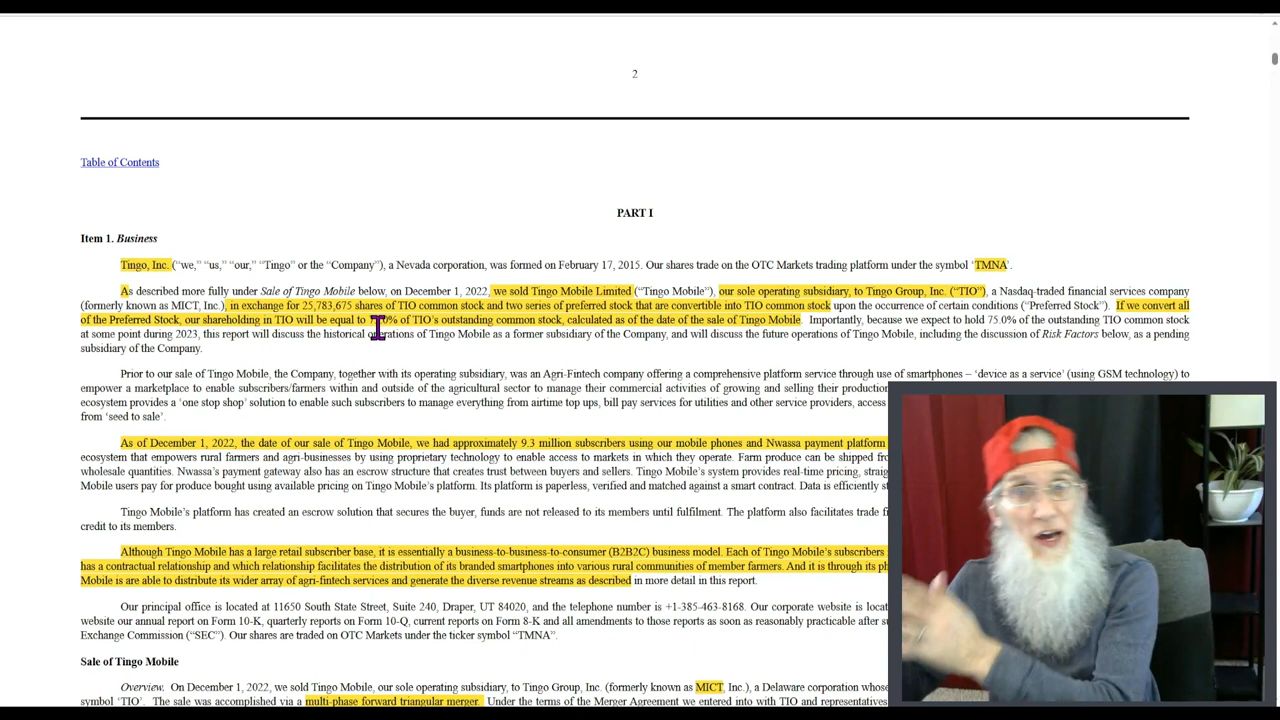 2
Table of Contents
PART I
Item 1. Business
Tingo, Inc. (“we,” “us,” “our,” “Tingo” or the “Company”), a Nevada corporation, was formed on February 17, 2015. Our shares trade on the OTC Markets trading platform under the symbol ‘TMNA’.
As described more fully under Sale of Tingo Mobile below, on December 1, 2022, we sold Tingo Mobile Limited (“Tingo Mobile”), our sole operating subsidiary, to Tingo Group, Inc. (“TIO”), a Nasdaq-traded financial services company
(formerly known as MICT, Inc.) in exchange for 25,783,675 shares of TIO common stock and two series of preferred stock that are convertible into TIO common stock upon the occurrence of certain conditions (“Preferred Stock”). If we convert all
of the Preferred Stock, our shareholding in TIO will be equal to .0% of TIO’s outstanding common stock, calculated as of the date of the sale of Tingo Mobile. Importantly, because we expect to hold 75.0% of the outstanding TIO common stock
at some point during 2023, this report will discuss the historical operations of Tingo Mobile as a former subsidiary of the Company, and will discuss the future operations of Tingo Mobile, including the discussion of Risk Factors below, as a pending
subsidiary of the Company.
Prior to our sale of Tingo Mobile, the Company, together with its operating subsidiary, was an Agri-Fintech company offering a comprehensive platform service through use of smartphones – ‘device as a service’ (using GSM technology) to
empower a marketplace to enable subscribers/farmers within and outside of the agricultural sector to manage their commercial activities of growing and selling their production
ecosystem provides a ‘one stop shop’ solution to enable such subscribers to manage everything from airtime top ups, bill pay services for utilities and other service providers, access
from ‘seed to sale’.
As of December 1, 2022, the date of our sale of Tingo Mobile, we had approximately 9.3 million subscribers using our mobile phones and Nwassa payment platform
ecosystem that empowers rural farmers and agri-businesses by using proprietary technology to enable access to markets in which they operate. Farm produce can be shipped
wholesale quantities. Nwassa’s payment gateway also has an escrow structure that creates trust between buyers and sellers. Tingo Mobile’s system provides real-time pricing,
Mobile users pay for produce bought using available pricing on Tingo Mobile’s platform. Its platform is paperless, verified and matched against a smart contract. Data is efficiently
Tingo Mobile’s platform has created an escrow solution that secures the buyer, funds are not released to its members until fulfilment. The platform also facilitates trade
credit to its members.
Although Tingo Mobile has a large retail subscriber base, it is essentially a business-to-business-to-consumer (B2B2C) business model. Each of Tingo Mobile’s subscribers
has a contractual relationship and which relationship facilitates the distribution of its branded smartphones into various rural communities of member farmers. And it is through its
Mobile is are able to distribute its wider array of agri-fintech services and generate the diverse revenue streams as described in more detail in this report.
Our principal office is located at 11650 South State Street, Suite 240, Draper, UT 84020, and the telephone number is +1-385-463-8168. Our corporate website is
website our annual report on Form 10-K, quarterly reports on Form 10-Q, current reports on Form 8-K and all amendments to those reports as soon as reasonably practicable after
Exchange Commission (“SEC”). Our shares are traded on OTC Markets under the ticker symbol “TMNA”.
Sale of Tingo Mobile
Overview. On December 1, 2022, we sold Tingo Mobile, our sole operating subsidiary, to Tingo Group, Inc. (formerly known as MICT, Inc.), a Delaware corporation whose
symbol ‘TIO’. The sale was accomplished via a multi-phase forward triangular merger. Under the terms of the Merger Agreement we entered into with TIO and representatives